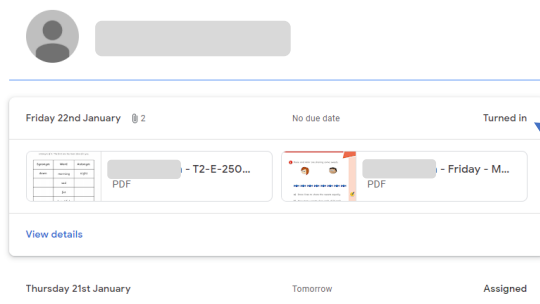 Friday 22nd January 2 No due date Turned in
- T2-E-250...
PDF
- Friday - M...
PDF
View details
Thursday 21st January Tomorrow Assigned